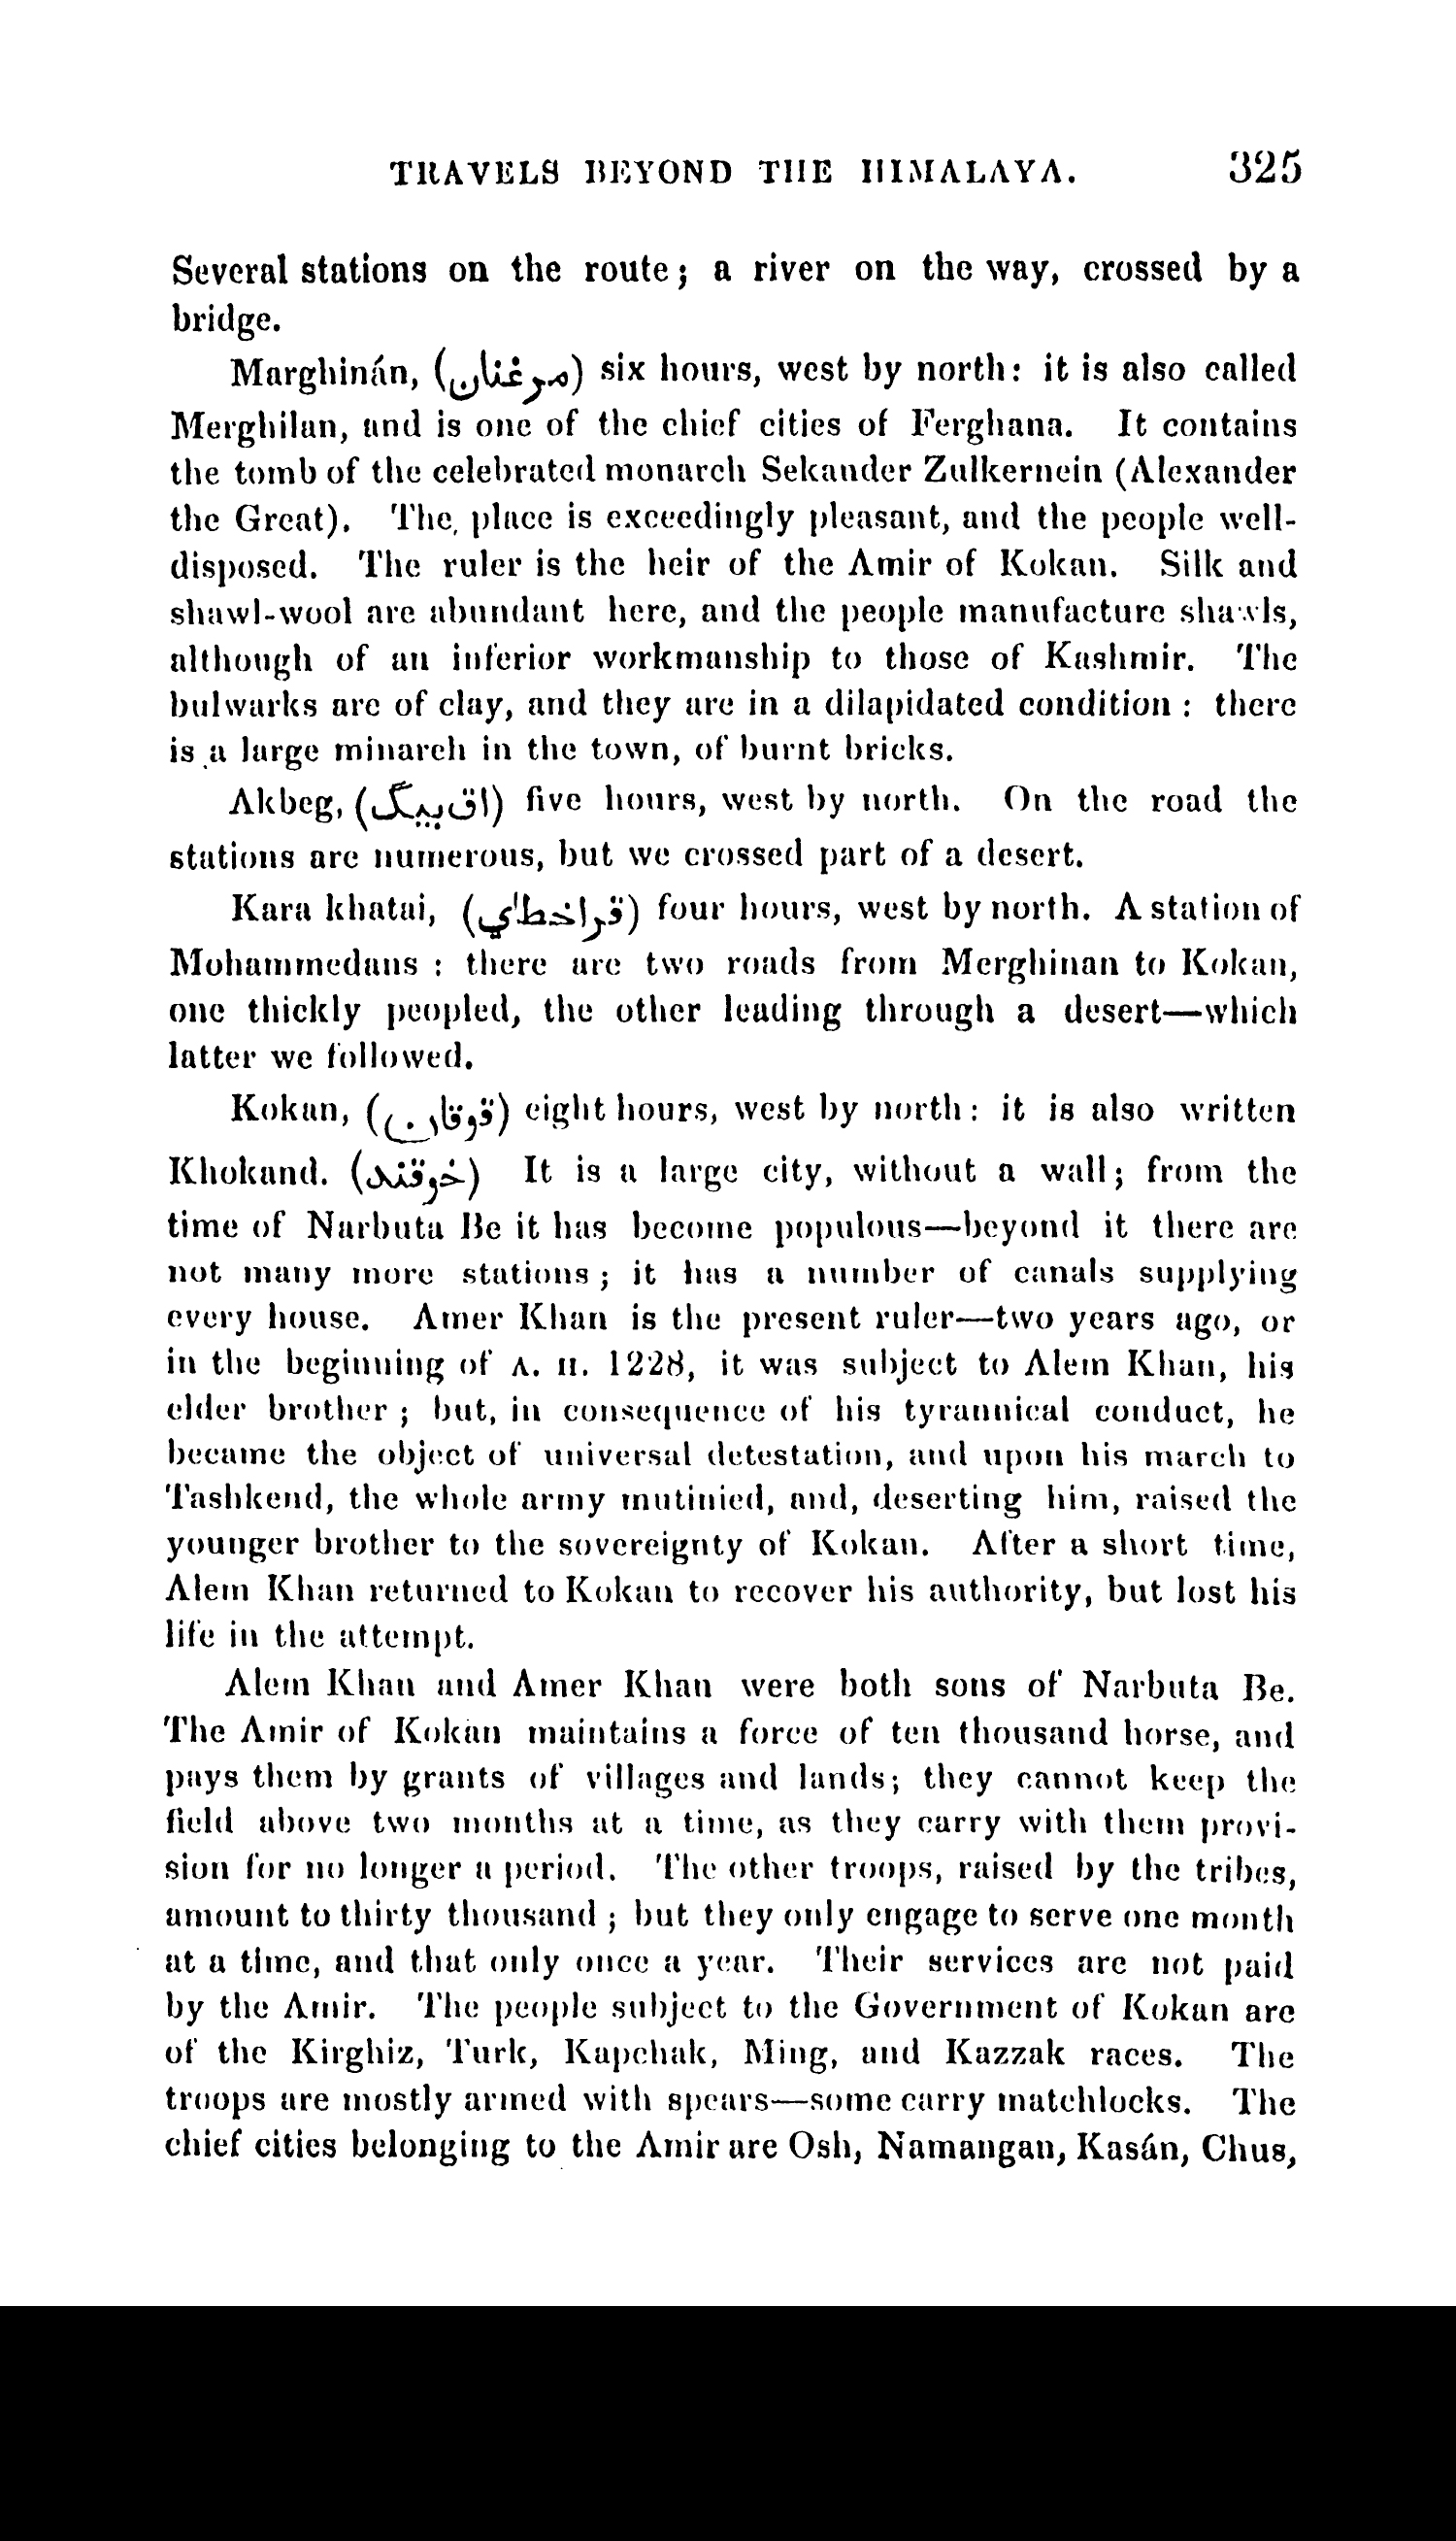 TRAVELS BEYOND THE HIMALAYA. 325
Several stations on the route; a river on the way, crossed by a
bridge.
Marghinán, (مرغنان) six hours, west by north: it is also called
Merghilan, and is one of the chief cities of Ferghana. It contains
the tomb of the celebrated monarch Sekander Zulkernein (Alexander
the Great). The place is exceedingly pleasant, and the people well-
disposed. The ruler is the heir of the Amir of Kokan. Silk and
shawl-wool are abundant here, and the people manufacture shawls,
although of an inferior workmanship to those of Kashmir. The
bulwarks are of clay, and they are in a dilapidated condition : there
is a large minareh in the town, of burnt bricks.
Akbeg, (اق بيگ) five hours, west by north. On the road the
stations are numerous, but we crossed part of a desert.
Kara khatai, (قراخطاي) four hours, west by north. A station of
Mohammedans : there are two roads from Merghinan to Kokan,
one thickly peopled, the other leading through a desert—which
latter we followed.
Kokan, (قوقان) eight hours, west by north: it is also written
Khokand. (خوقند) It is a large city, without a wall; from the
time of Narbuta Be it has become populous—beyond it there are
not many more stations; it has a number of canals supplying
every house. Amer Khan is the present ruler—two years ago, or
in the beginning of A. H. 1228, it was subject to Alem Khan, his
elder brother ; but, in consequence of his tyrannical conduct, he
became the object of universal detestation, and upon his march to
Tashkend, the whole army mutinied, and, deserting him, raised the
younger brother to the sovereignty of Kokan. After a short time,
Alem Khan returned to Kokan to recover his authority, but lost his
life in the attempt.
Alem Khan and Amer Khan were both sons of Narbuta Be.
The Amir of Kokan maintains a force of ten thousand horse, and
pays them by grants of villages and lands; they cannot keep the
field above two months at a time, as they carry with them provi-
sion for no longer a period. The other troops, raised by the tribes,
amount to thirty thousand ; but they only engage to serve one month
at a time, and that only once a year. Their services are not paid
by the Amir. The people subject to the Government of Kokan are
of the Kirghiz, Turk, Kapchak, Ming, and Kazzak races. The
troops are mostly armed with spears—some carry matchlocks. The
chief cities belonging to the Amir are Osh, Namangan, Kasán, Chus,